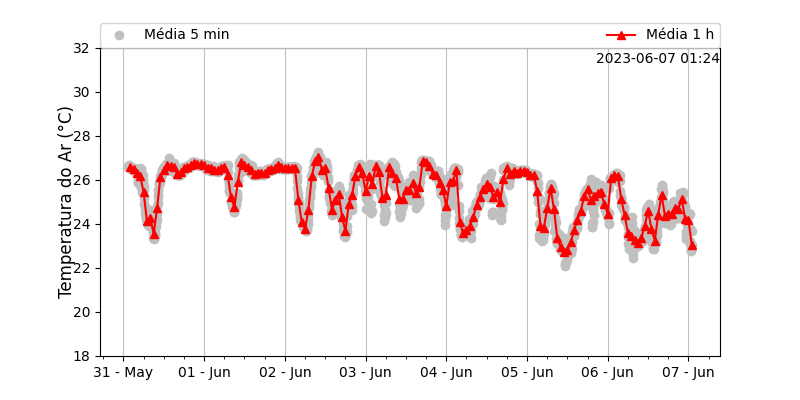 Média 5 min
Média 1 h
2023-06-07 01:24
Temperatura do Ar (°C)
32
30
28
26
24
22
20
18
31 - May
01 - Jun
02 - Jun
03 - Jun
04 - Jun
05 - Jun
06 - Jun
07 - Jun